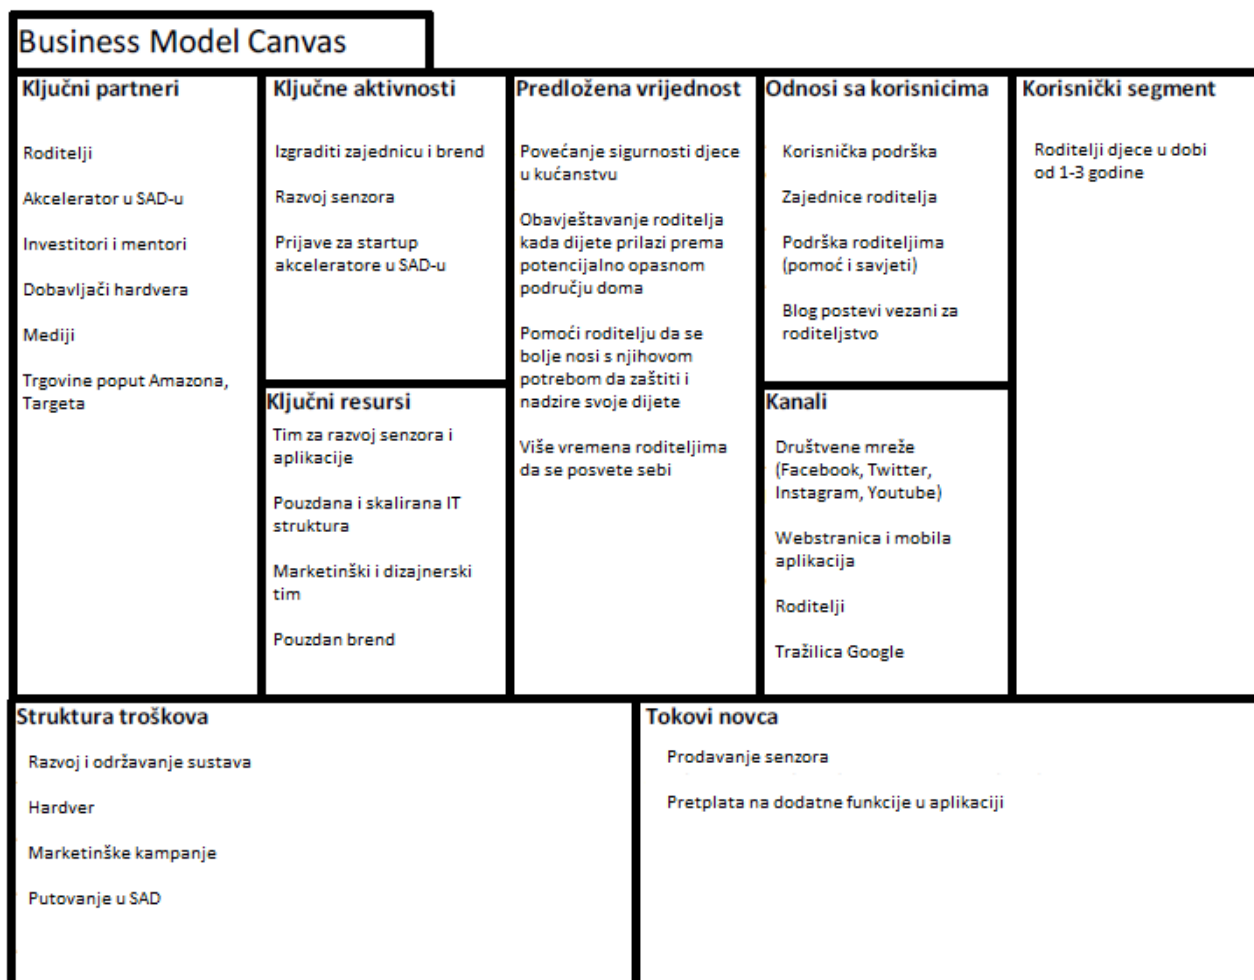 Business Model Canvas
Ključni partneri
Roditelji
Akcelerator u SAD-u
Investitori i mentori
Dobavljači hardvera
Mediji
Trgovine poput Amazona,
Targeta
Ključne aktivnosti
Izgraditi zajednicu i brend
Razvoj senzora
Prijave za startup
akceleratore u SAD-u
Ključni resursi
Tim za razvoj senzora i
aplikacije
Pouzdana i skalirana IT
struktura
Marketinški i dizajnerski
tim
Pouzdan brend
Predložena vrijednost
Povećanje sigurnosti djece
u kućanstvu
Obavještavanje roditelja
kada dijete prilazi prema
potencijalno opasnom
području doma
Pomoći roditelju da se
bolje nosi s njihovom
potrebom da zaštiti i
nadzire svoje dijete
Više vremena roditeljima
da se posvete sebi
Odnosi sa korisnicima
Korisnička podrška
Zajednice roditelja
Podrška roditeljima
(pomoć i savjeti)
Blog postevi vezani za
roditeljstvo
Kanali
Društvene mreže
(Facebook, Twitter,
Instagram, Youtube)
Webstranica i mobila
aplikacija
Roditelji
Tražilica Google
Korisnički segment
Roditelji djece u dobi
od 1-3 godine
Struktura troškova
Razvoj i održavanje sustava
Hardver
Marketinške kampanje
Putovanje u SAD
Tokovi novca
Prodavanje senzora
Pretplata na dodatne funkcije u aplikaciji